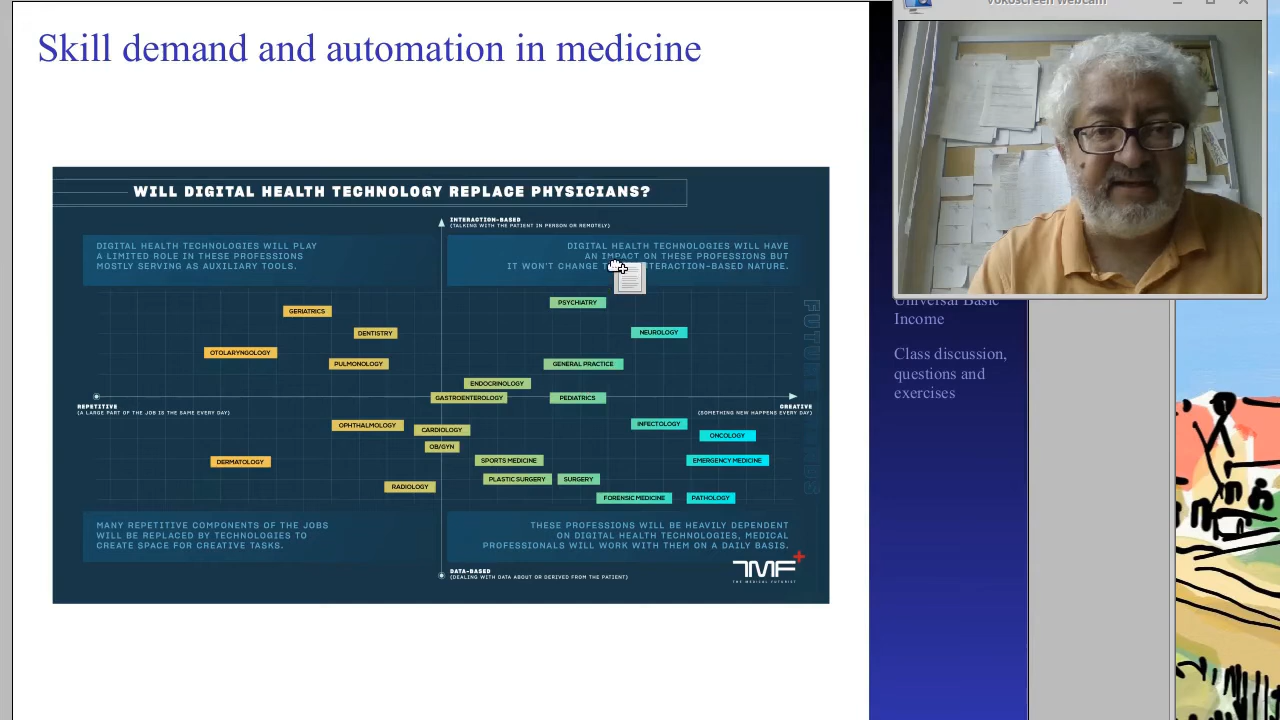 Skill demand and automation in medicine
vokoscreen webcam
WILL DIGITAL HEALTH TECHNOLOGY REPLACE PHYSICIANS?
INTERACTION-BASED
(TALKING WITH THE PATIENT IN PERSON OR REMOTELY)
DIGITAL HEALTH TECHNOLOGIES WILL PLAY
A LIMITED ROLE IN THESE PROFESSIONS
MOSTLY SERVING AS AUXILIARY TOOLS.
DIGITAL HEALTH TECHNOLOGIES WILL HAVE
AN IMPACT ON THESE PROFESSIONS BUT
IT WON'T CHANGE INTERACTION-BASED NATURE.
PSYCHIATRY
GERIATRICS
DENTISTRY
NEUROLOGY
OTOLARYNGOLOGY
PULMONOLOGY
GENERAL PRACTICE
ENDOCRINOLOGY
GASTROENTEROLOGY
PEDIATRICS
REPETITIVE
(A LARGE PART OF THE JOB IS THE SAME EVERY DAY)
CREATIVE
(SOMETHING NEW HAPPENS EVERY DAY)
OPHTHALMOLOGY
CARDIOLOGY
INFECTOLOGY
ONCOLOGY
OB/GYN
DERMATOLOGY
SPORTS MEDICINE
EMERGENCY MEDICINE
PLASTIC SURGERY
SURGERY
RADIOLOGY
FORENSIC MEDICINE
PATHOLOGY
MANY REPETITIVE COMPONENTS OF THE JOBS
WILL BE REPLACED BY TECHNOLOGIES TO
CREATE SPACE FOR CREATIVE TASKS.
THESE PROFESSIONS WILL BE HEAVILY DEPENDENT
ON DIGITAL HEALTH TECHNOLOGIES, MEDICAL
PROFESSIONALS WILL WORK WITH THEM ON A DAILY BASIS.
DATA-BASED
(DEALING WITH DATA ABOUT OR DERIVED FROM THE PATIENT)
TMF
THE MEDICAL FUTURIST
Universal Basic
Income
Class discussion,
questions and
exercises